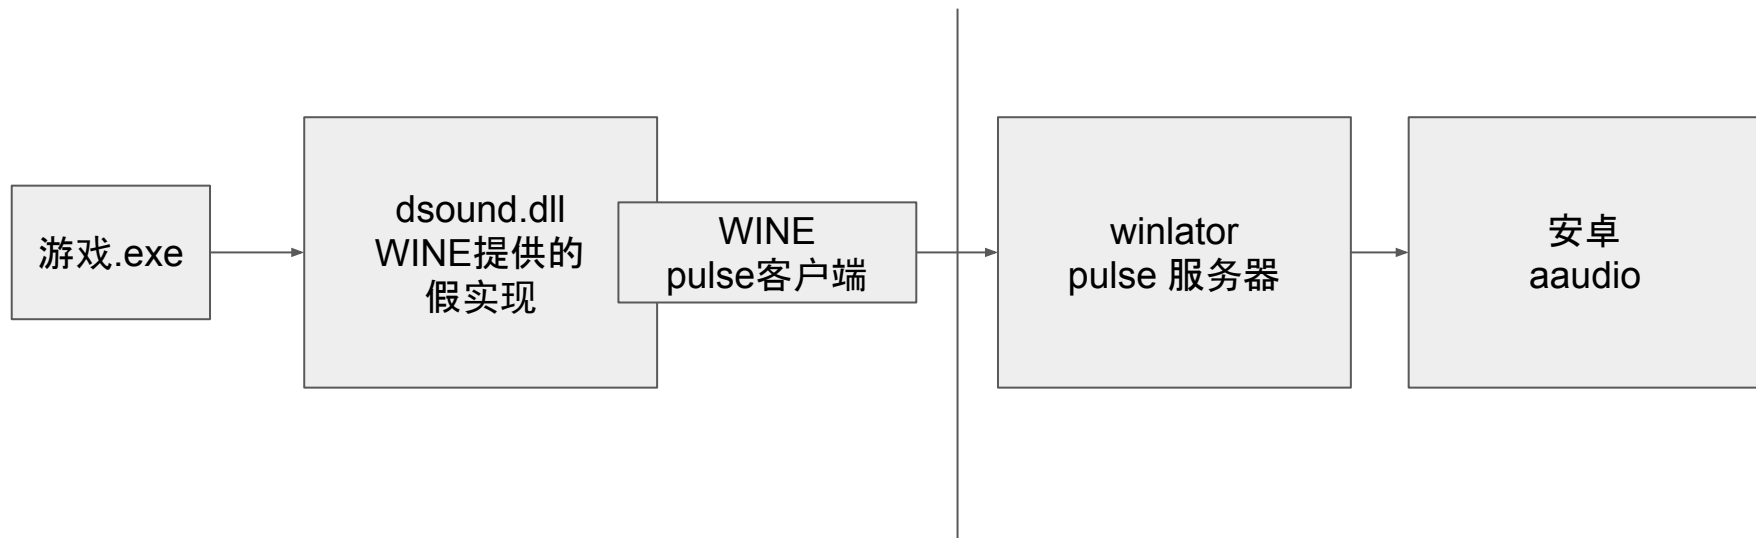 游戏.exe
dsound.dll
WINE提供的
假实现
WINE
pulse客户端
winlator
pulse 服务器
安卓
aaudio